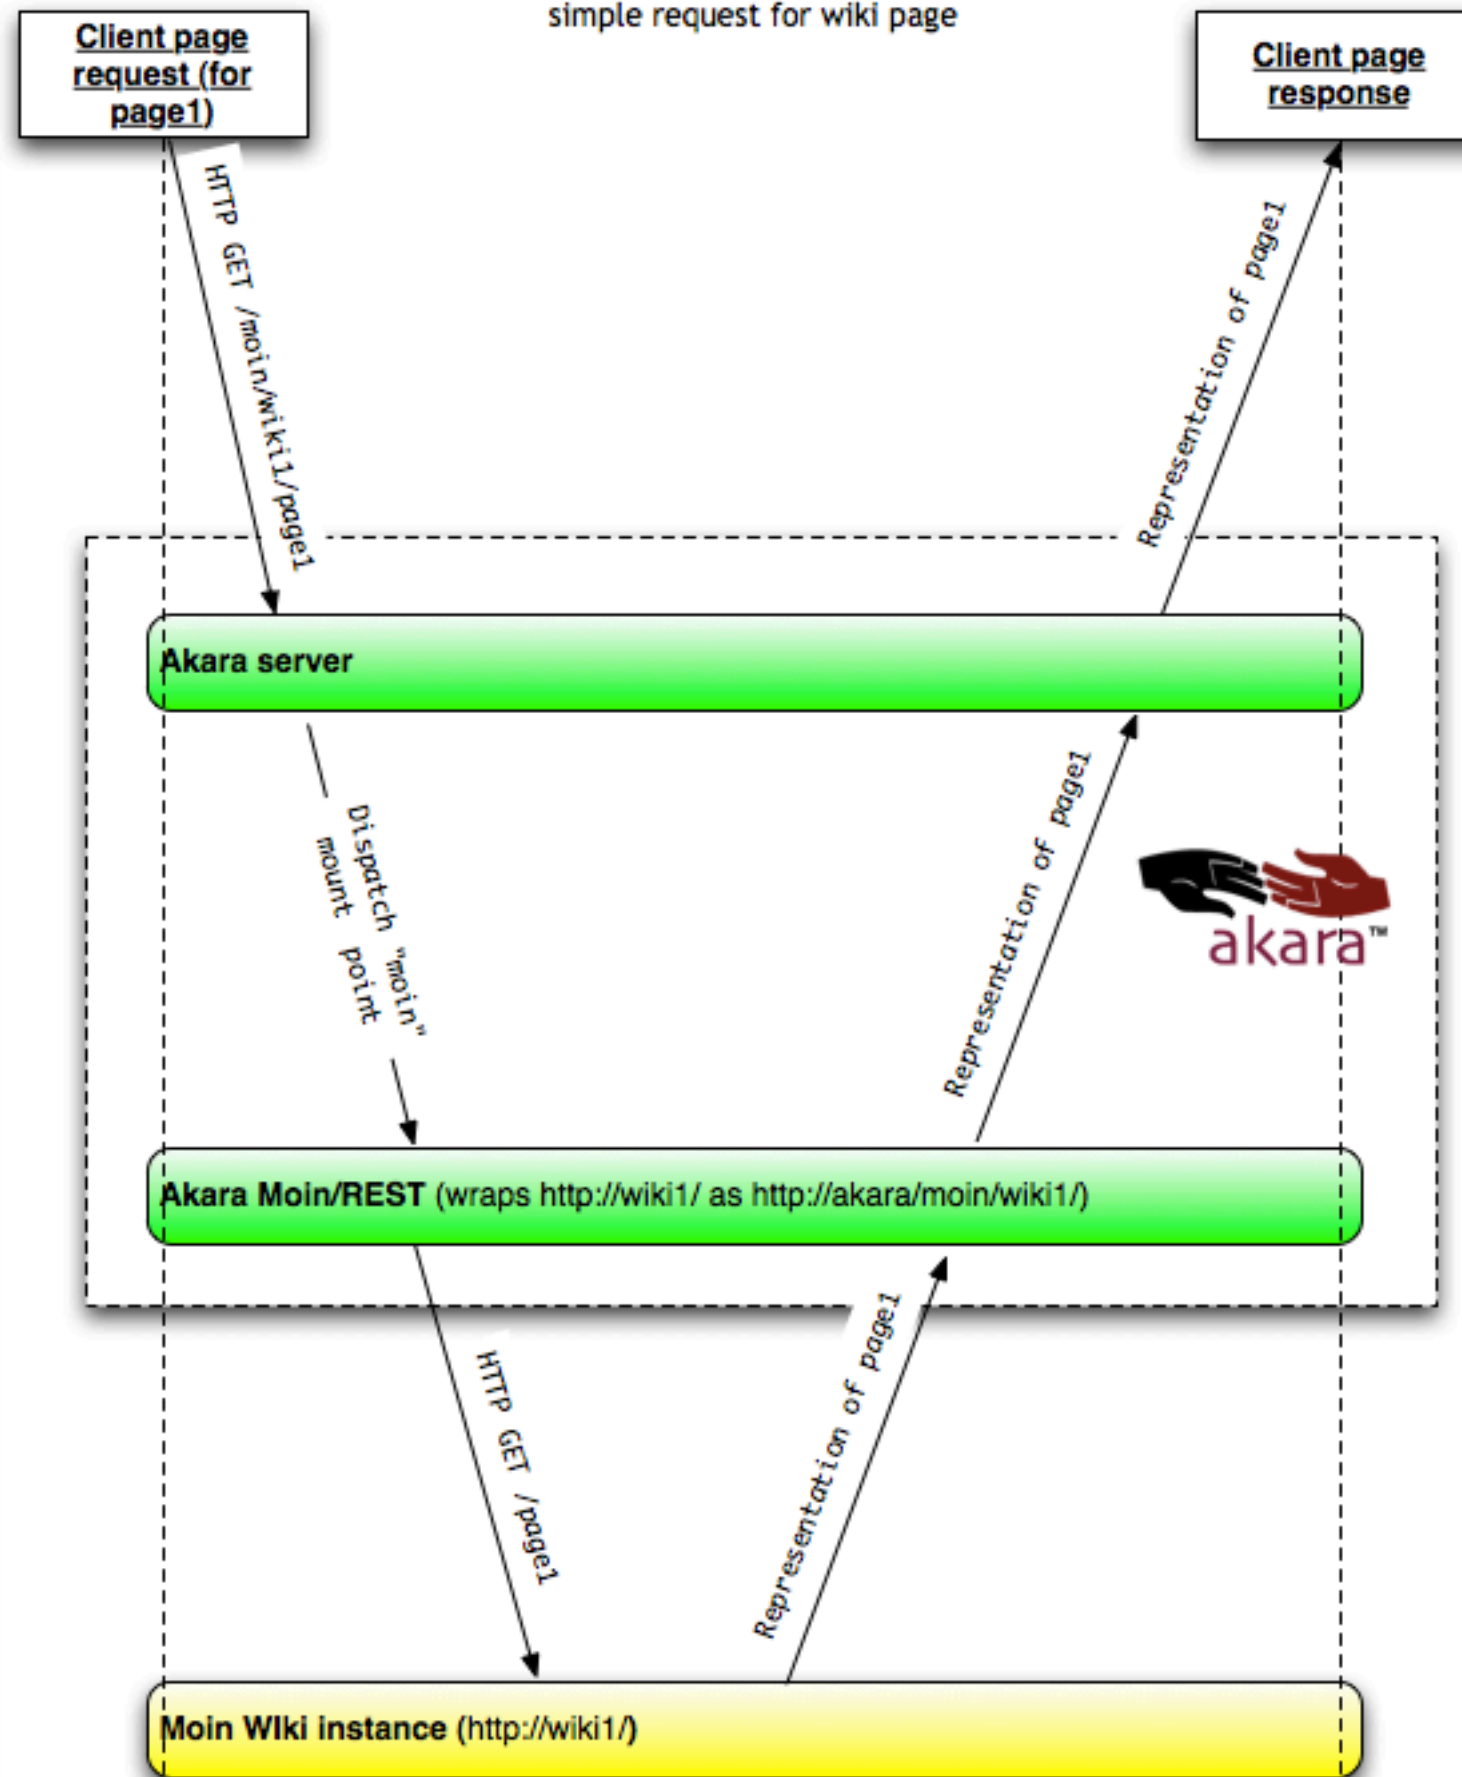 simple request for wiki page
Client page
request (for
page1)
Client page
response
HTTP GET /moin/wiki1/page1
Representation of page1
Akara server
Dispatch "moin"
mount point
Representation of page1
akara™
Akara Moin/REST (wraps http://wiki1/ as http://akara/moin/wiki1/)
HTTP GET /page1
Representation of page1
Moin WIki instance (http://wiki1/)